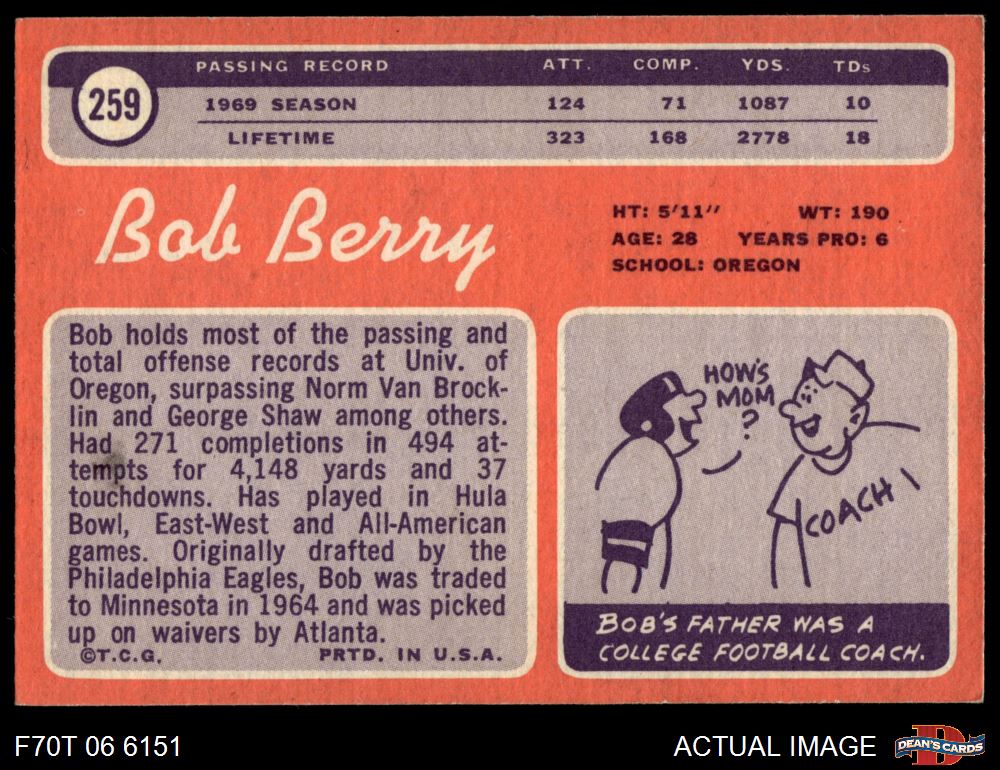 PASSING RECORD ATT. COMP. YDS. TDs
259
1969 SEASON 124 71 1087 10
LIFETIME 323 168 2778 18
Bob Berry
HT: 5'11" WT: 190
AGE: 28 YEARS PRO: 6
SCHOOL: OREGON
Bob holds most of the passing and
total offense records at Univ. of
Oregon, surpassing Norm Van Brock-
lin and George Shaw among others.
Had 271 completions in 494 at-
tempts for 4,148 yards and 37
touchdowns. Has played in Hula
Bowl, East-West and All-American
games. Originally drafted by the
Philadelphia Eagles, Bob was traded
to Minnesota in 1964 and was picked
up on waivers by Atlanta.
©T.C.G. PRTD. IN U.S.A.
HOW'S
MOM
?
COACH
BOB'S FATHER WAS A
COLLEGE FOOTBALL COACH.
F70T 06 6151
ACTUAL IMAGE
DEAN'S CARDS